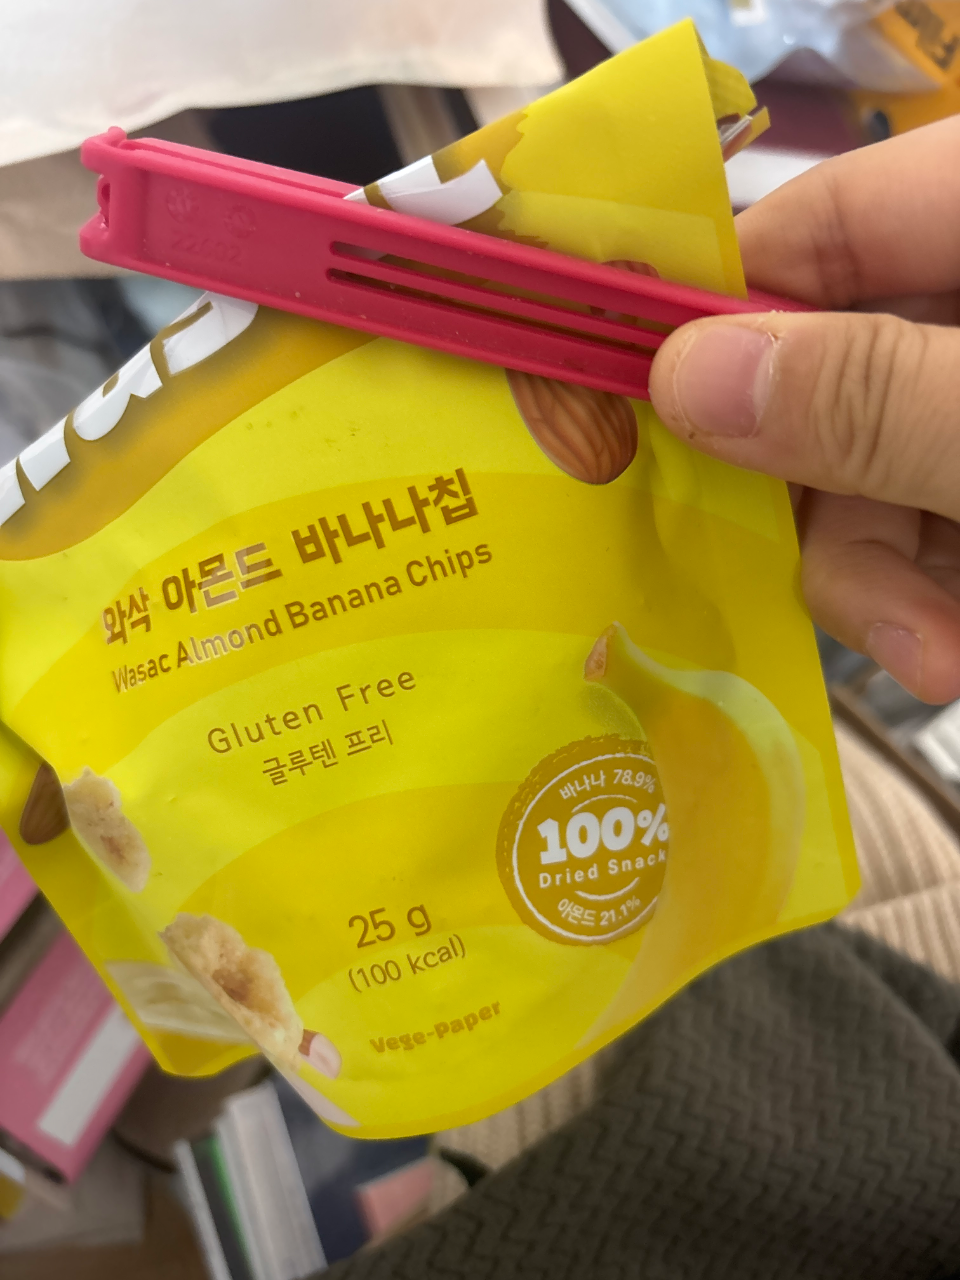 와삭 아몬드 바나나칩
Wasac Almond Banana Chips
Gluten Free
글루텐 프리
바나나 78.9%
100%
Dried Snack
아몬드 21.1%
25 g
(100 kcal)
Vege-Paper